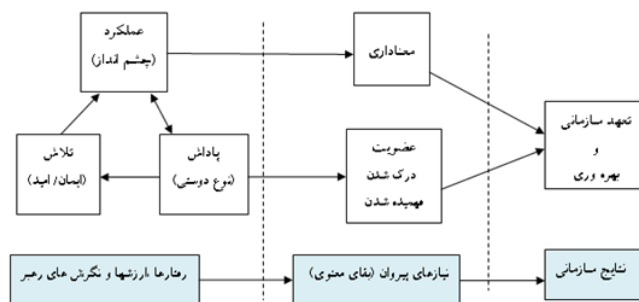 عملکرد
(چشم انداز)
معناداری
تعهد سازمانی
و
بهره وری
تلاش
(ایمان/ امید)
پاداش
(نوع دوستی)
عضویت
درک شدن
فهمیده شدن
رفتارها ،ارزشها و نگرش های رهبر
نیازهای پیروان (بقای معنوی)
نتایج سازمانی